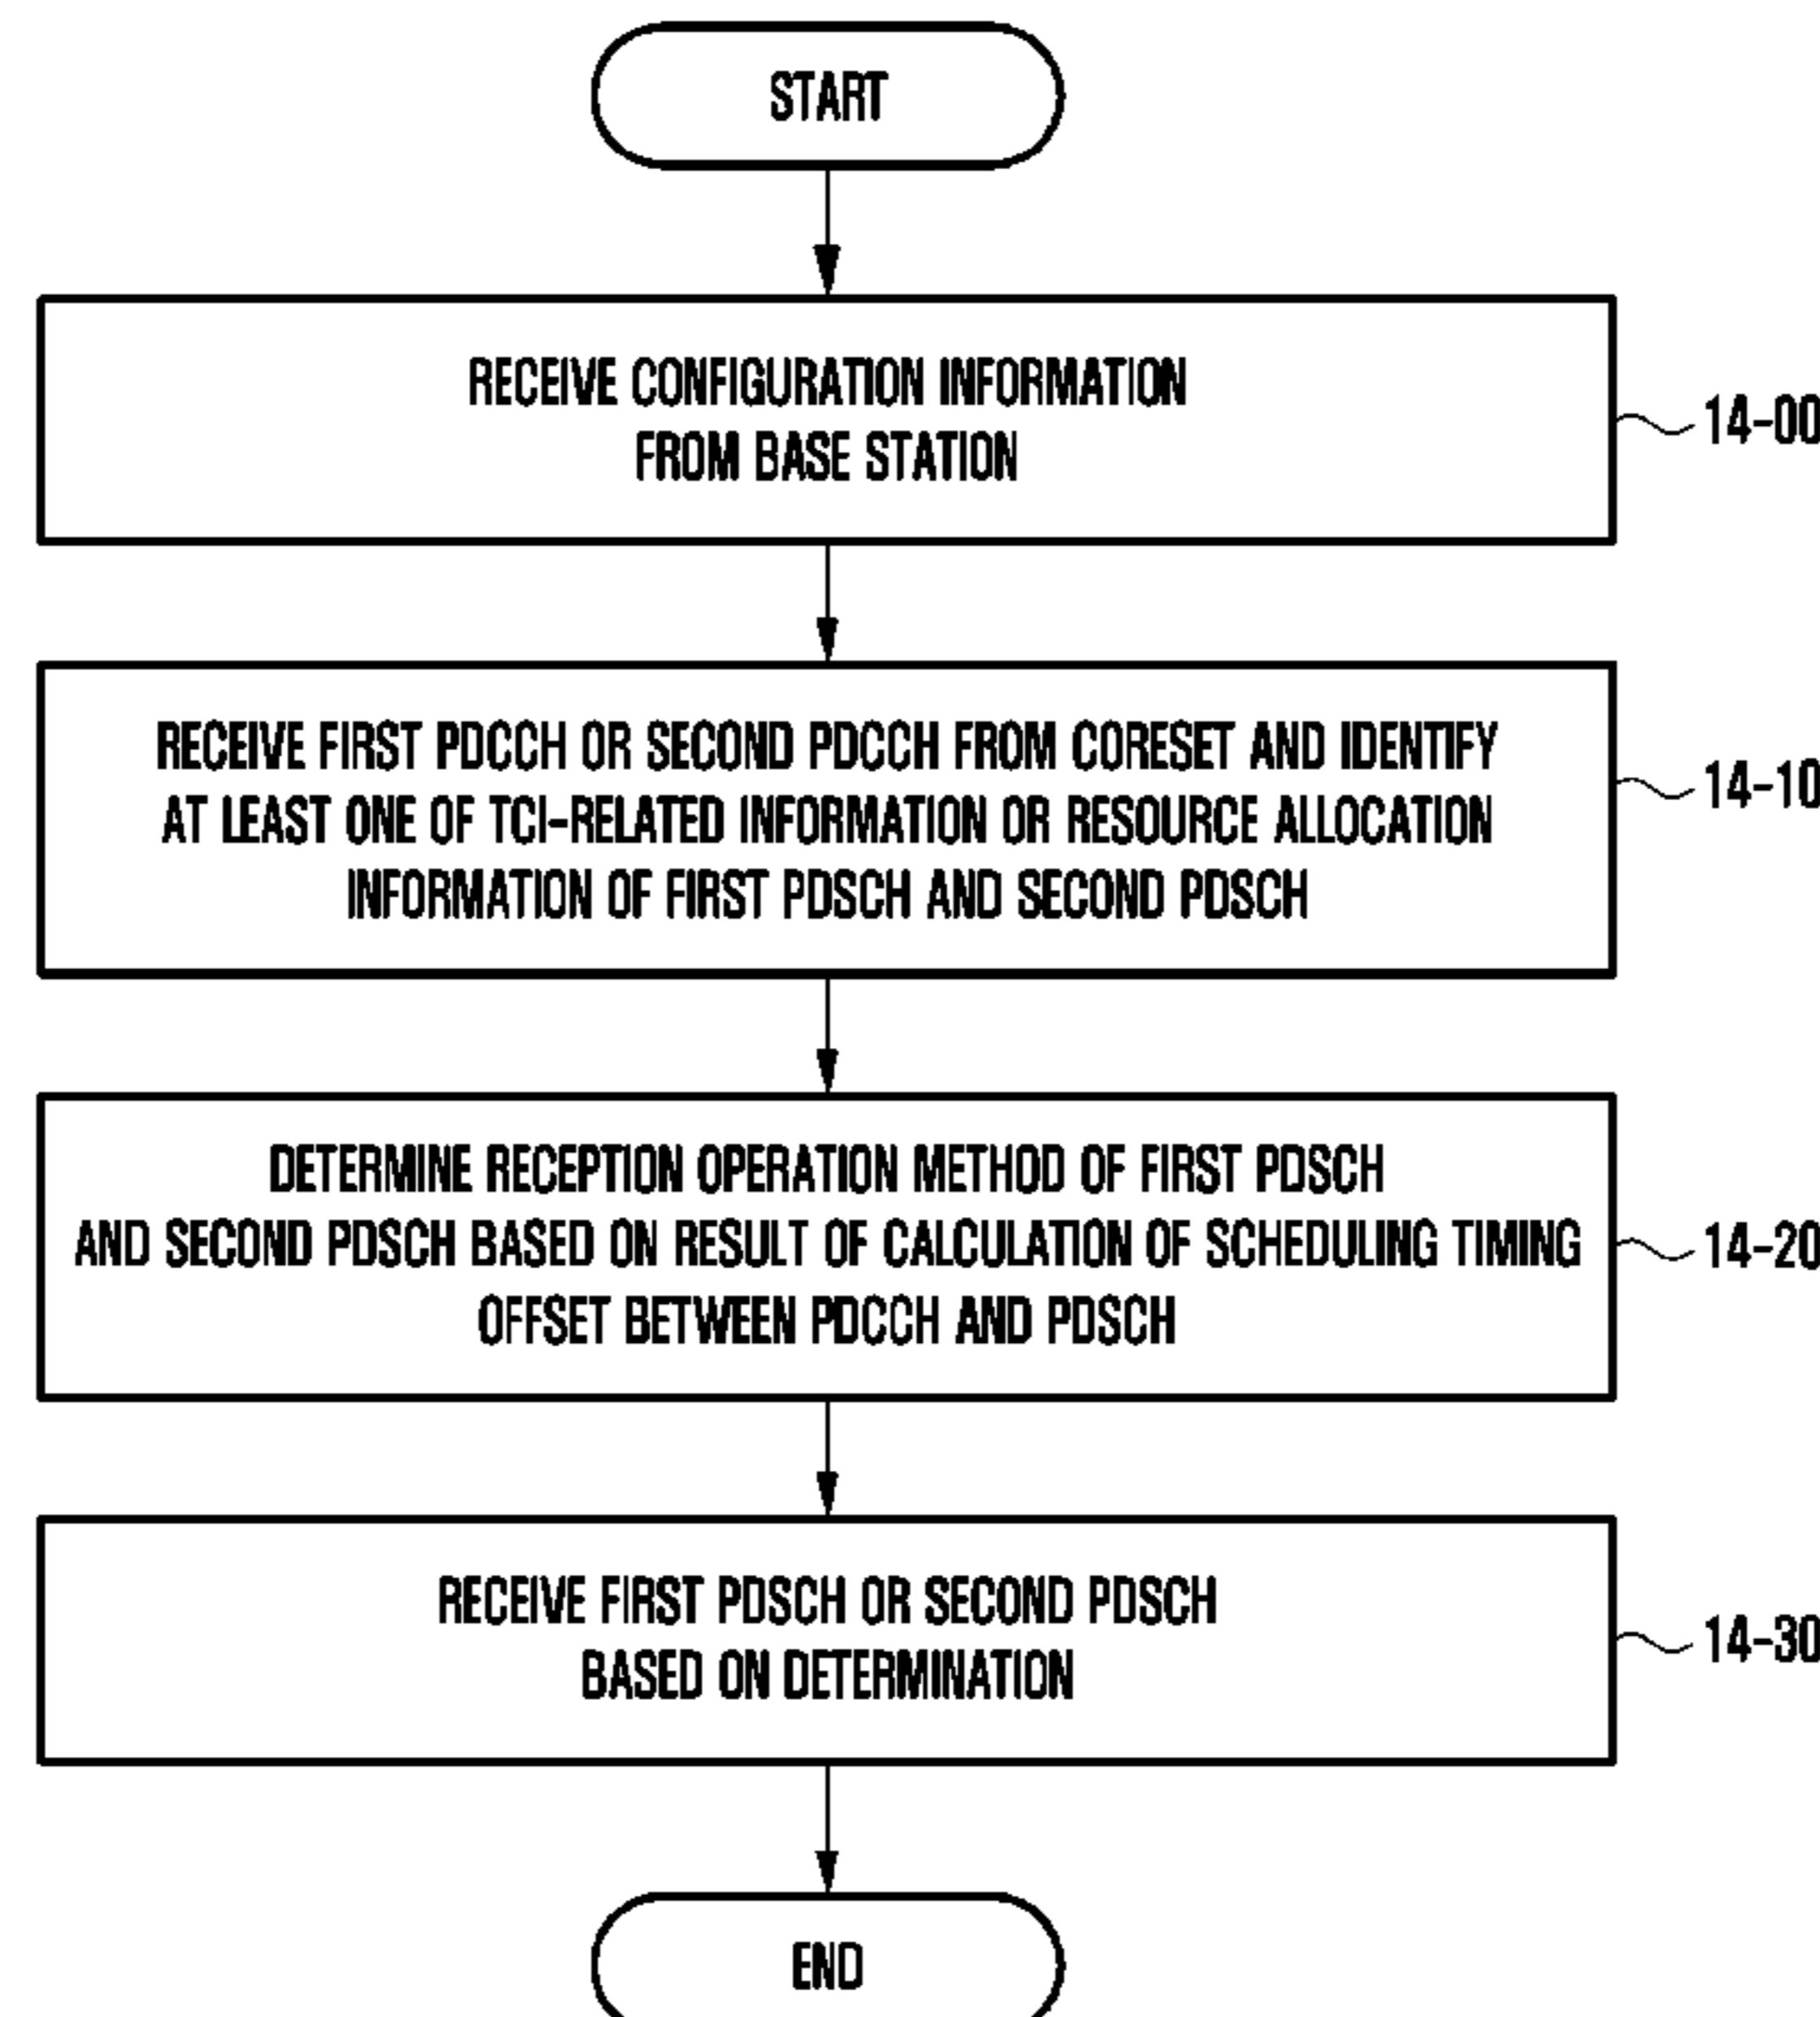 START
RECEIVE CONFIGURATION INFORMATION
FROM BASE STATION
14-00
RECEIVE FIRST PDCCH OR SECOND PDCCH FROM CORESET AND IDENTIFY
AT LEAST ONE OF TCI-RELATED INFORMATION OR RESOURCE ALLOCATION
INFORMATION OF FIRST PDSCH AND SECOND PDSCH
14-10
DETERMINE RECEPTION OPERATION METHOD OF FIRST PDSCH
AND SECOND PDSCH BASED ON RESULT OF CALCULATION OF SCHEDULING TIMING
OFFSET BETWEEN PDCCH AND PDSCH
14-20
RECEIVE FIRST PDSCH OR SECOND PDSCH
BASED ON DETERMINATION
14-30
END